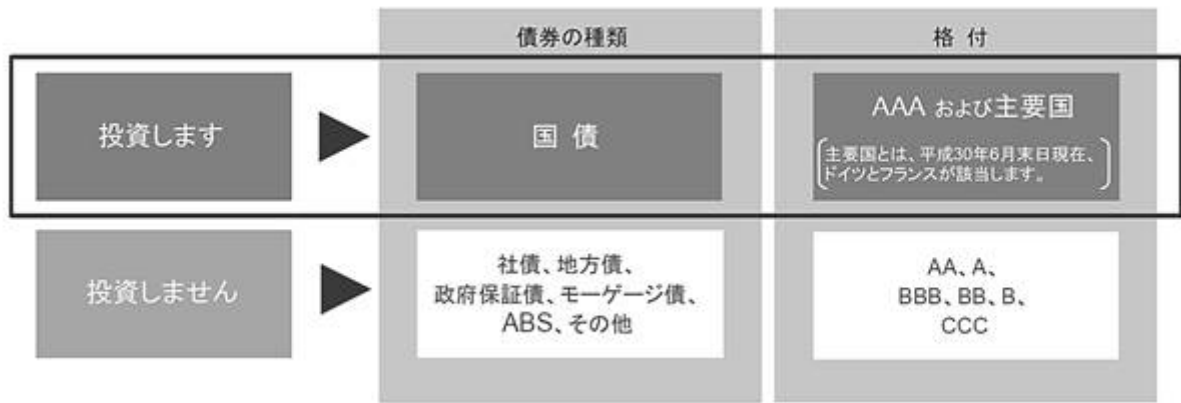 債券の種類
格 付
投資します
国 債
AAA および主要国
主要国とは、平成30年6月末日現在、
ドイツとフランスが該当します。
投資しません
社債、地方債、
政府保証債、モーゲージ債、
ABS、その他
AA、A、
BBB、BB、B、
CCC